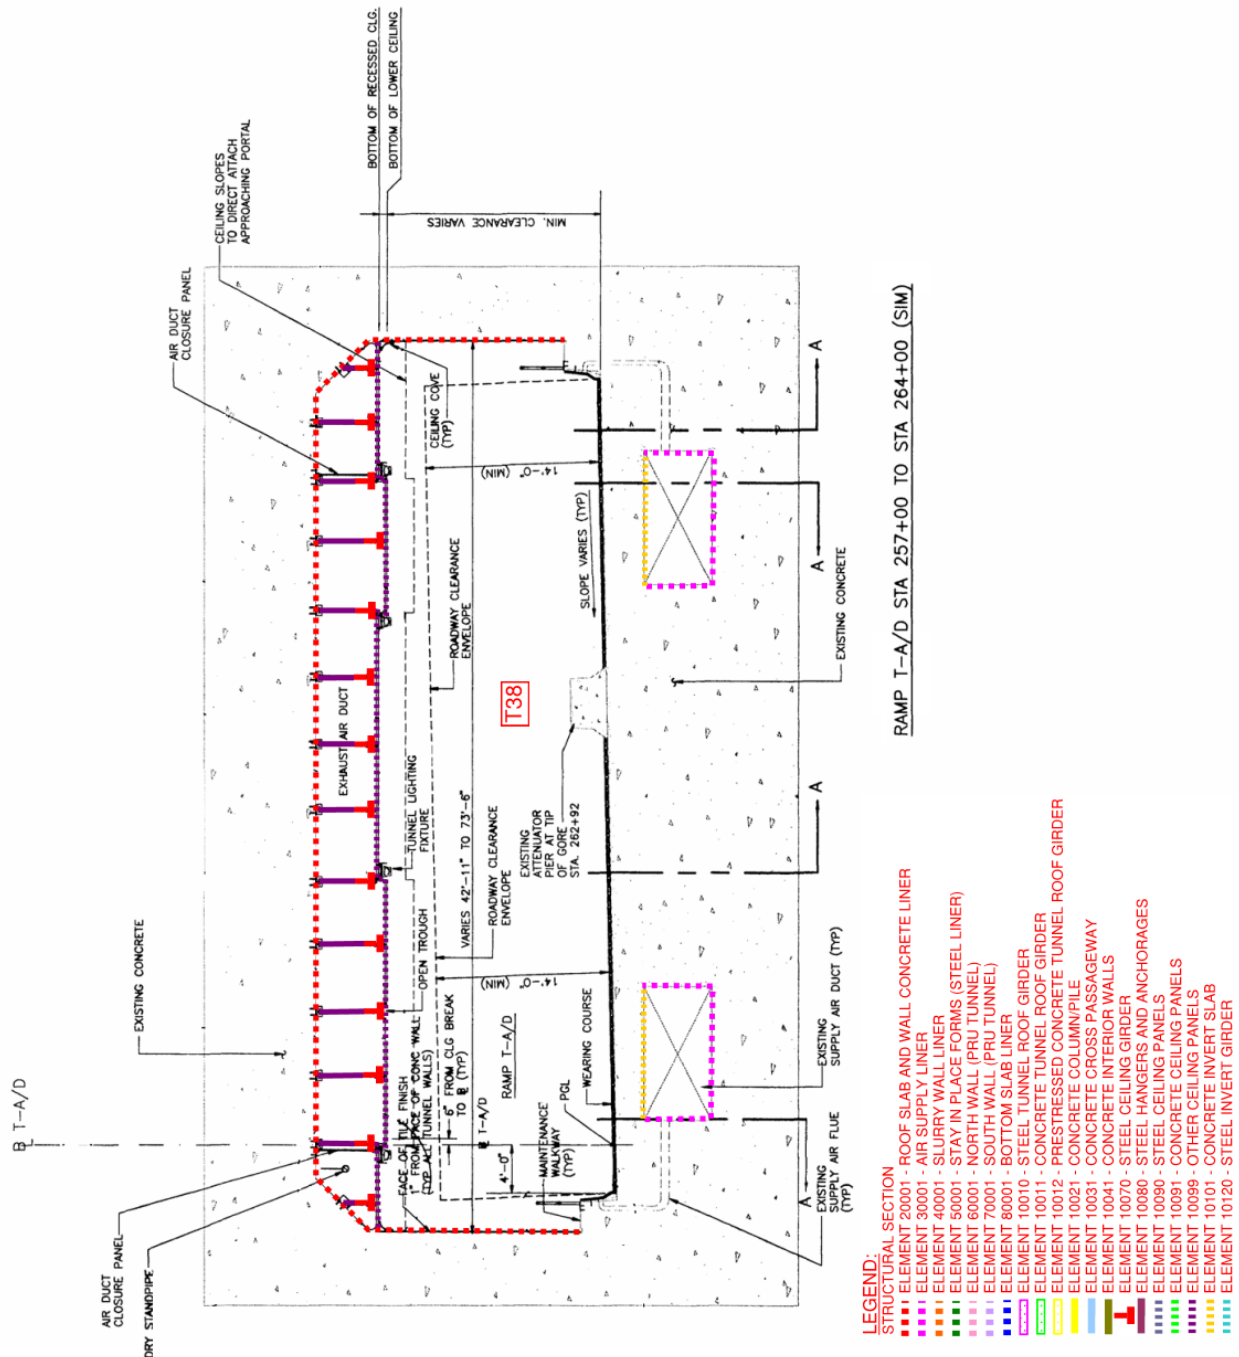 BOTTOM OF RECESSED CLG.
BOTTOM OF LOWER CEILING
CEILING SLOPES
TO DIRECT ATTACH
APPROACHING PORTAL
AIR DUCT
CLOSURE PANEL
MIN. CLEARANCE VARIES
CEILING COVE
(TYP)
14'-0" (MIN)
ROADWAY CLEARANCE
ENVELOPE
SLOPE VARIES (TYP)
A
A
EXISTING CONCRETE
EXHAUST AIR DUCT
T38
TUNNEL LIGHTING
FIXTURE
VARIES 42'-11" TO 73'-6"
ROADWAY CLEARANCE
ENVELOPE
EXISTING
ATTENUATOR
PIER AT TIP
OF GORE
STA. 262+92
A
OPEN TROUGH
14'-0" (MIN)
EXISTING CONCRETE
B T-A/D
FACE OF TILE FINISH
1" FROM FACE OF CONC WALL
(TYP ALL TUNNEL WALLS)
6" FROM CLG BREAK
TO B (TYP)
B T-A/D
RAMP T-A/D
4'-0"
MAINTENANCE
WALKWAY
(TYP)
PGL
WEARING COURSE
A
EXISTING
SUPPLY AIR DUCT (TYP)
EXISTING
SUPPLY AIR FLUE
(TYP)
AIR DUCT
CLOSURE PANEL
DRY STANDPIPE
RAMP T-A/D STA 257+00 TO STA 264+00 (SIM)
LEGEND:
STRUCTURAL SECTION
ELEMENT 20001 - ROOF SLAB AND WALL CONCRETE LINER
ELEMENT 30001 - AIR SUPPLY LINER
ELEMENT 40001 - SLURRY WALL LINER
ELEMENT 50001 - STAY IN PLACE FORMS (STEEL LINER)
ELEMENT 60001 - NORTH WALL (PRU TUNNEL)
ELEMENT 70001 - SOUTH WALL (PRU TUNNEL)
ELEMENT 80001 - BOTTOM SLAB LINER
ELEMENT 10010 - STEEL TUNNEL ROOF GIRDER
ELEMENT 10011 - CONCRETE TUNNEL ROOF GIRDER
ELEMENT 10012 - PRESTRESSED CONCRETE TUNNEL ROOF GIRDER
ELEMENT 10021 - CONCRETE COLUMN/PILE
ELEMENT 10031 - CONCRETE CROSS PASSAGEWAY
ELEMENT 10041 - CONCRETE INTERIOR WALLS
ELEMENT 10070 - STEEL CEILING GIRDER
ELEMENT 10080 - STEEL HANGERS AND ANCHORAGES
ELEMENT 10090 - STEEL CEILING PANELS
ELEMENT 10091 - CONCRETE CEILING PANELS
ELEMENT 10099 - OTHER CEILING PANELS
ELEMENT 10101 - CONCRETE INVERT SLAB
ELEMENT 10120 - STEEL INVERT GIRDER